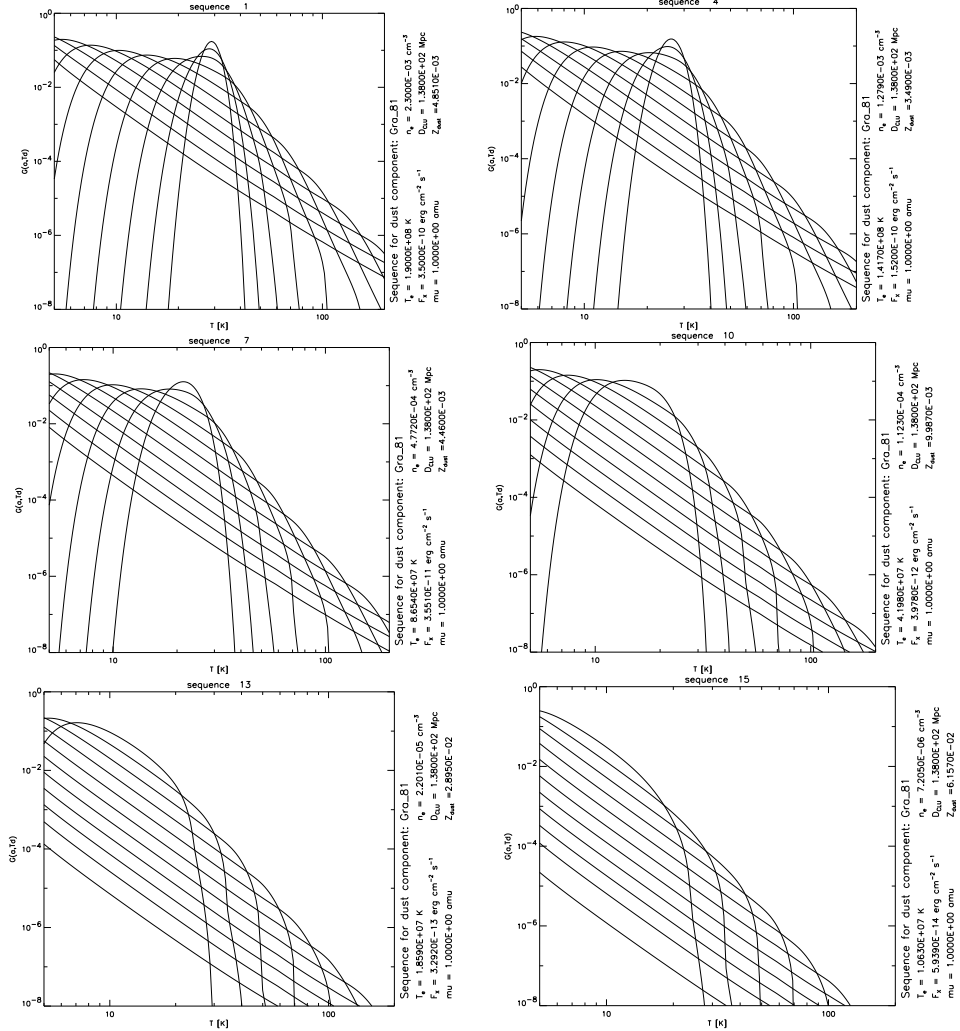 sequence 1
10^0
10^-2
10^-4
10^-6
10^-8
G(a,Td)
10
100
T [K]
Sequence for dust component: Gra_81
T_e = 1.9000E+08 K
n_e = 2.3000E-03 cm^-3
F_x = 3.5000E-10 erg cm^-2 s^-1
D_CLU = 1.3800E+02 Mpc
mu = 1.0000E+00 amu
Z_dust =4.8510E-03
sequence 4
10^0
10^-2
10^-4
10^-6
10^-8
G(a,Td)
10
100
T [K]
Sequence for dust component: Gra_81
T_e = 1.4170E+08 K
n_e = 1.2790E-03 cm^-3
F_x = 1.5200E-10 erg cm^-2 s^-1
D_CLU = 1.3800E+02 Mpc
mu = 1.0000E+00 amu
Z_dust =3.4900E-03
sequence 7
10^0
10^-2
10^-4
10^-6
10^-8
G(a,Td)
10
100
T [K]
Sequence for dust component: Gra_81
T_e = 8.6540E+07 K
n_e = 4.7720E-04 cm^-3
F_x = 3.5510E-11 erg cm^-2 s^-1
D_CLU = 1.3800E+02 Mpc
mu = 1.0000E+00 amu
Z_dust =4.4600E-03
sequence 10
10^0
10^-2
10^-4
10^-6
10^-8
G(a,Td)
10
100
T [K]
Sequence for dust component: Gra_81
T_e = 4.1980E+07 K
n_e = 1.1230E-04 cm^-3
F_x = 3.9780E-12 erg cm^-2 s^-1
D_CLU = 1.3800E+02 Mpc
mu = 1.0000E+00 amu
Z_dust =9.9870E-03
sequence 13
10^0
10^-2
10^-4
10^-6
10^-8
G(a,Td)
10
100
T [K]
Sequence for dust component: Gra_81
T_e = 1.8590E+07 K
n_e = 2.2010E-05 cm^-3
F_x = 3.2920E-13 erg cm^-2 s^-1
D_CLU = 1.3800E+02 Mpc
mu = 1.0000E+00 amu
Z_dust =2.8950E-02
sequence 15
10^0
10^-2
10^-4
10^-6
10^-8
G(a,Td)
10
100
T [K]
Sequence for dust component: Gra_81
T_e = 1.0630E+07 K
n_e = 7.2050E-06 cm^-3
F_x = 5.9390E-14 erg cm^-2 s^-1
D_CLU = 1.3800E+02 Mpc
mu = 1.0000E+00 amu
Z_dust =6.1570E-02